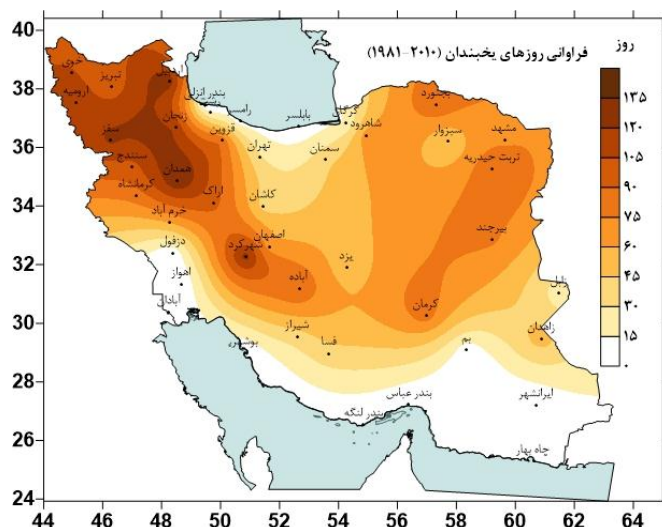 فراوانی روزهای یخبندان (۲۰۱۰-۱۹۸۱)
روز
۱۳۵
۱۲۰
۱۰۵
۹۰
۷۵
۶۰
۴۵
۳۰
۱۵
۰
40
38
36
34
32
30
28
26
24
44 46 48 50 52 54 56 58 60 62 64
خوی
تبریز
اردبیل
ارومیه
بندر انزلی
رشت
رامسر
بابلسر
گرگان
بجنورد
زنجان
قزوین
شاهرود
سبزوار
مشهد
سقز
تهران
سمنان
تربت حیدریه
سنندج
همدان
کرمانشاه
اراک
کاشان
خرم آباد
بیرجند
اصفهان
دزفول
شهرکرد
یزد
اهواز
آباده
زابل
آبادان
کرمان
شیراز
زاهدان
بوشهر
فسا
بم
بندر عباس
ایرانشهر
بندر لنگه
چاه بهار